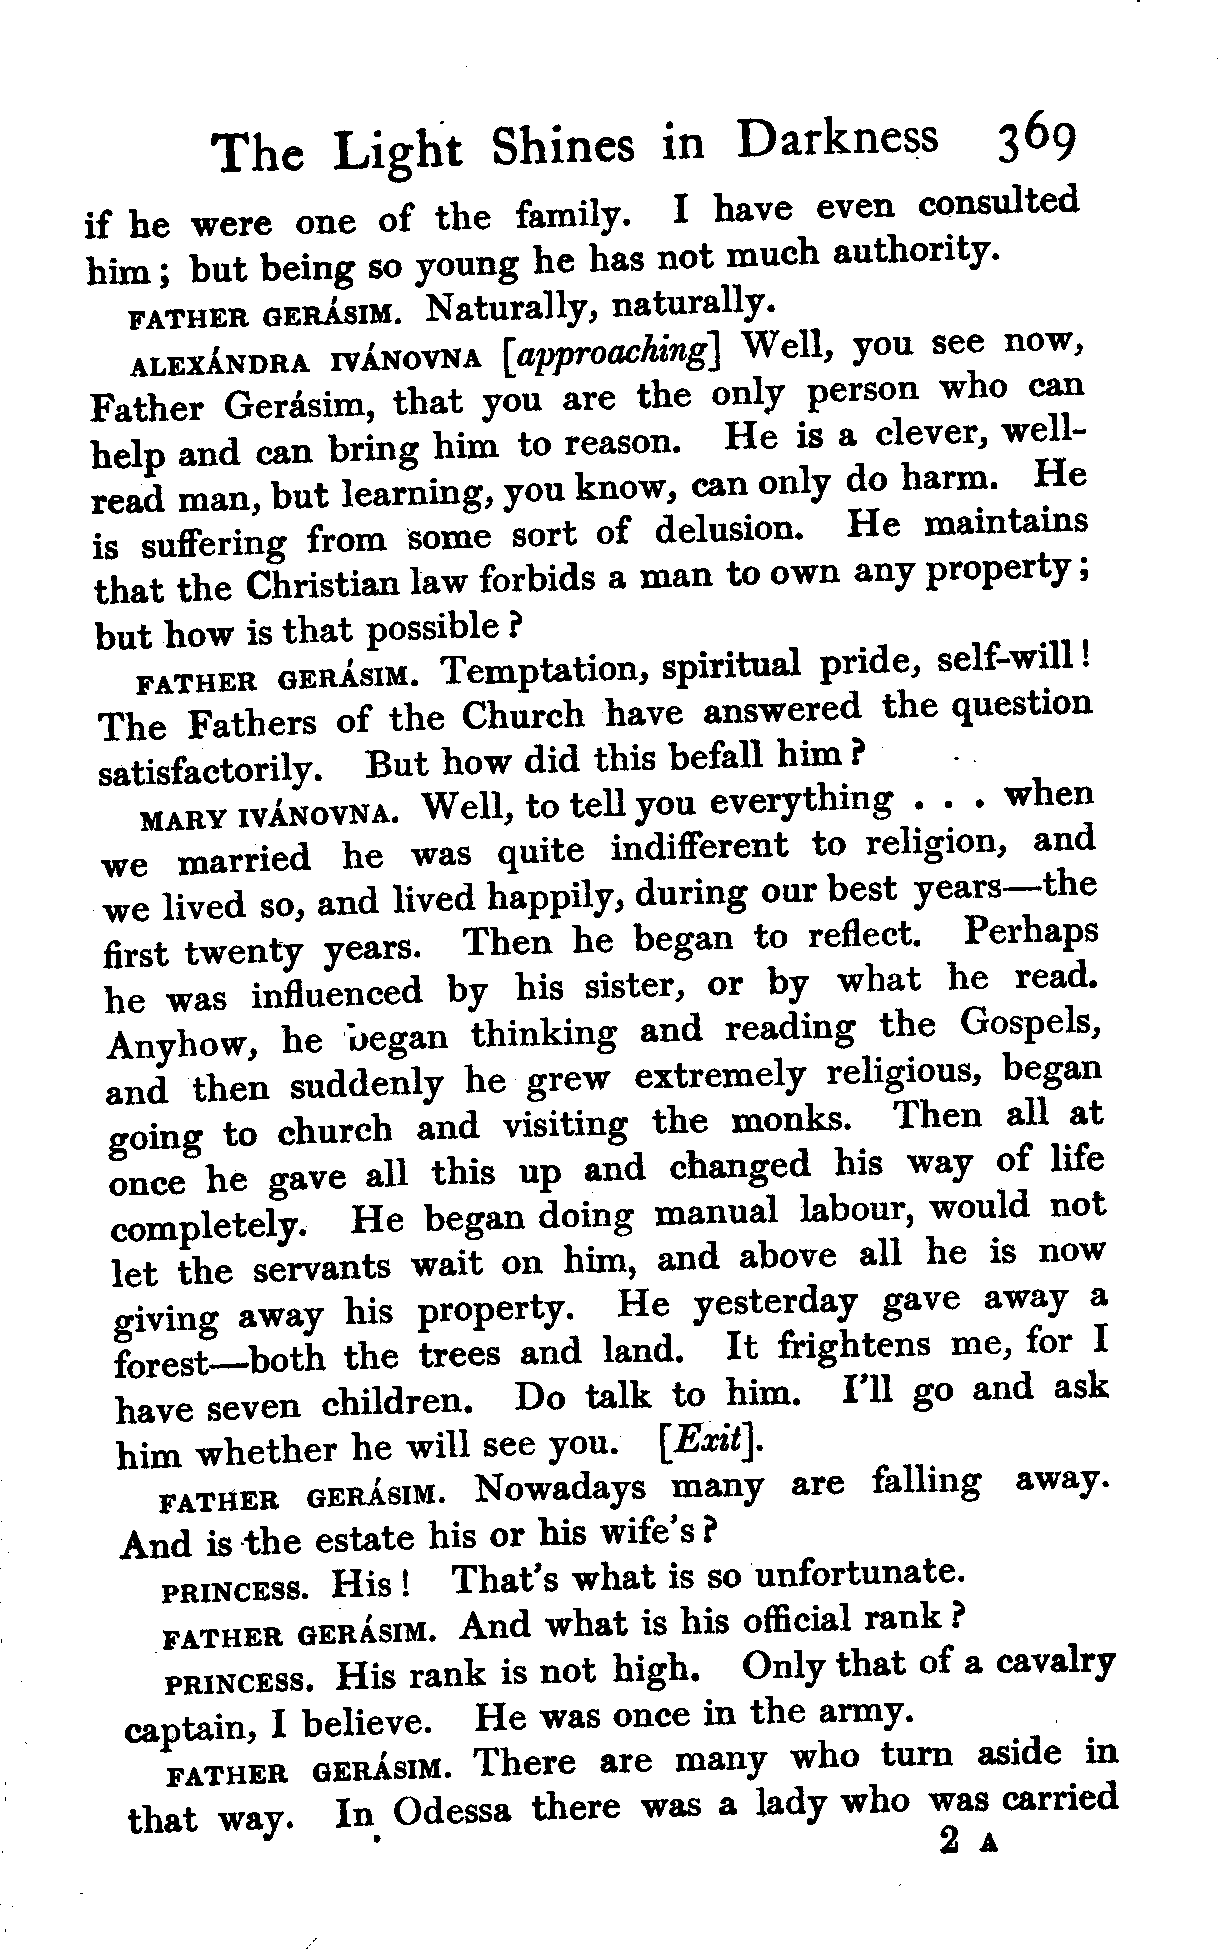 The Light Shines in Darkness 369
if he were one of the family. I have even consulted
him ; but being so young he has not much authority.
FATHER GERÁSIM. Naturally, naturally.
ALEXÁNDRA IVÁNOVNA [approaching] Well, you see now,
Father Gerásim, that you are the only person who can
help and can bring him to reason. He is a clever, well-
read man, but learning, you know, can only do harm. He
is suffering from some sort of delusion. He maintains
that the Christian law forbids a man to own any property ;
but how is that possible ?
FATHER GERÁSIM. Temptation, spiritual pride, self-will !
The Fathers of the Church have answered the question
satisfactorily. But how did this befall him ?
MARY IVÁNOVNA. Well, to tell you everything . . . when
we married he was quite indifferent to religion, and
we lived so, and lived happily, during our best years—the
first twenty years. Then he began to reflect. Perhaps
he was influenced by his sister, or by what he read.
Anyhow, he began thinking and reading the Gospels,
and then suddenly he grew extremely religious, began
going to church and visiting the monks. Then all at
once he gave all this up and changed his way of life
completely. He began doing manual labour, would not
let the servants wait on him, and above all he is now
giving away his property. He yesterday gave away a
forest—both the trees and land. It frightens me, for I
have seven children. Do talk to him. I'll go and ask
him whether he will see you. [Exit].
FATHER GERÁSIM. Nowadays many are falling away.
And is the estate his or his wife's ?
PRINCESS. His ! That's what is so unfortunate.
FATHER GERÁSIM. And what is his official rank ?
PRINCESS. His rank is not high. Only that of a cavalry
captain, I believe. He was once in the army.
FATHER GERÁSIM. There are many who turn aside in
that way. In Odessa there was a lady who was carried
2 A